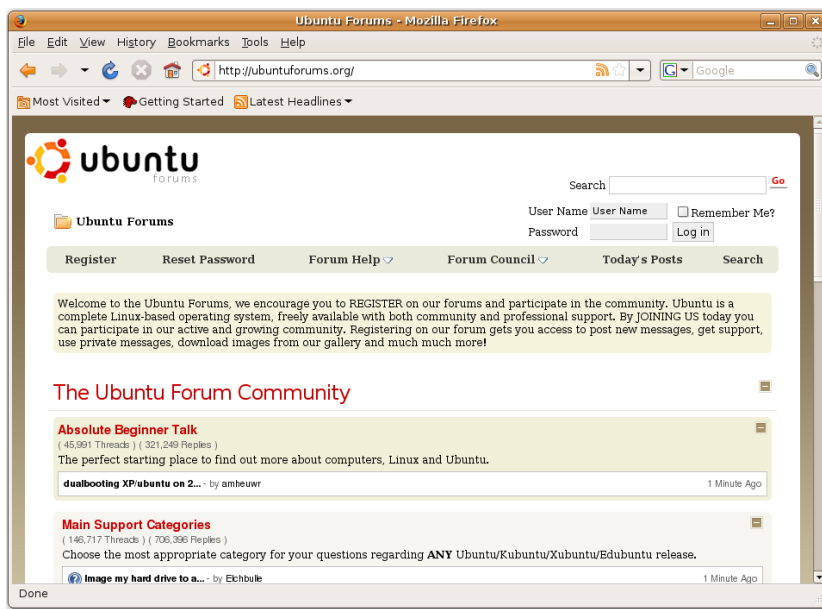 Ubuntu Forums - Mozilla Firefox
File Edit View History Bookmarks Tools Help
http://ubuntuforums.org/
G Google
Most Visited Getting Started Latest Headlines
ubuntu
forums
Search Go
Ubuntu Forums
User Name User Name Remember Me?
Password Log in
Register Reset Password Forum Help Forum Council Today's Posts Search
Welcome to the Ubuntu Forums, we encourage you to REGISTER on our forums and participate in the community. Ubuntu is a
complete Linux-based operating system, freely available with both community and professional support. By JOINING US today you
can participate in our active and growing community. Registering on our forum gets you access to post new messages, get support,
use private messages, download images from our gallery and much much more!
The Ubuntu Forum Community
Absolute Beginner Talk
( 45,991 Threads ) ( 321,249 Replies )
The perfect starting place to find out more about computers, Linux and Ubuntu.
dualbooting XP/ubuntu on 2... - by amheuwr 1 Minute Ago
Main Support Categories
( 146,717 Threads ) ( 706,396 Replies )
Choose the most appropriate category for your questions regarding ANY Ubuntu/Kubuntu/Xubuntu/Edubuntu release.
Image my hard drive to a... - by Elchbulle 1 Minute Ago
Done